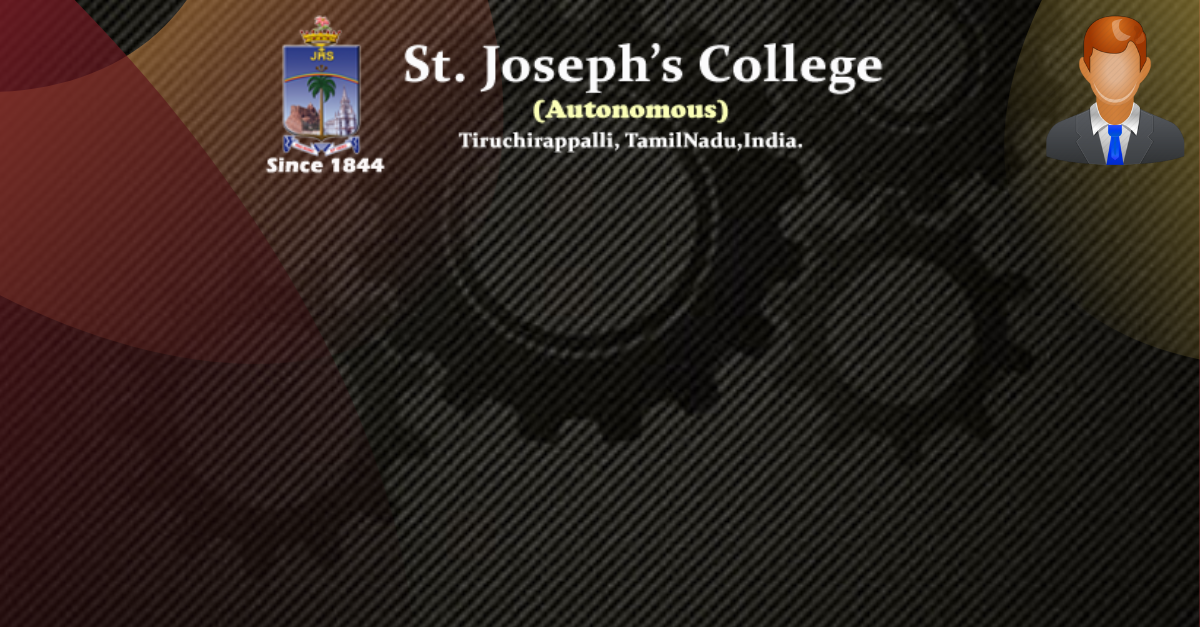 JHS
St. Joseph's College
(Autonomous)
Tiruchirappalli, TamilNadu,India.
Since 1844